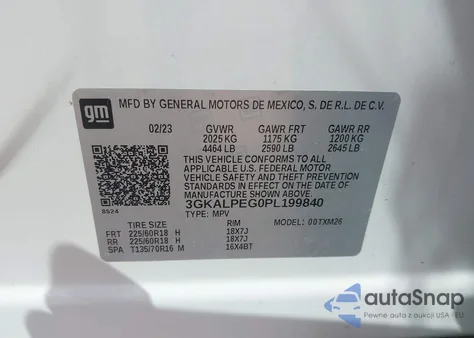 gm
MFD BY GENERAL MOTORS DE MEXICO, S. DE R.L. DE C.V.
02/23 GVWR GAWR FRT GAWR RR
2025 KG 1175 KG 1200 KG
4464 LB 2590 LB 2645 LB
THIS VEHICLE CONFORMS TO ALL
APPLICABLE U.S. FEDERAL MOTOR
VEHICLE SAFETY AND THEFT
PREVENTION STANDARDS IN EFFECT
ON THE DATE OF MANUFACTURE
SHOWN ABOVE.
3GKALPEG0PL199840
TYPE: MPV
8S24
MODEL: 00TXM26
TIRE SIZE RIM
FRT 225/60R18 H 18X7J
RR 225/60R18 H 18X7J
SPA T135/70R16 M 16X4BT
autoSnap
Pewne auta z aukcji USA i EU